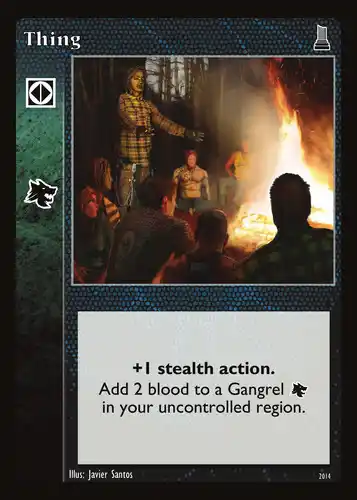 Thing
+1 stealth action.
Add 2 blood to a Gangrel
in your uncontrolled region.
Illus: Javier Santos
2014